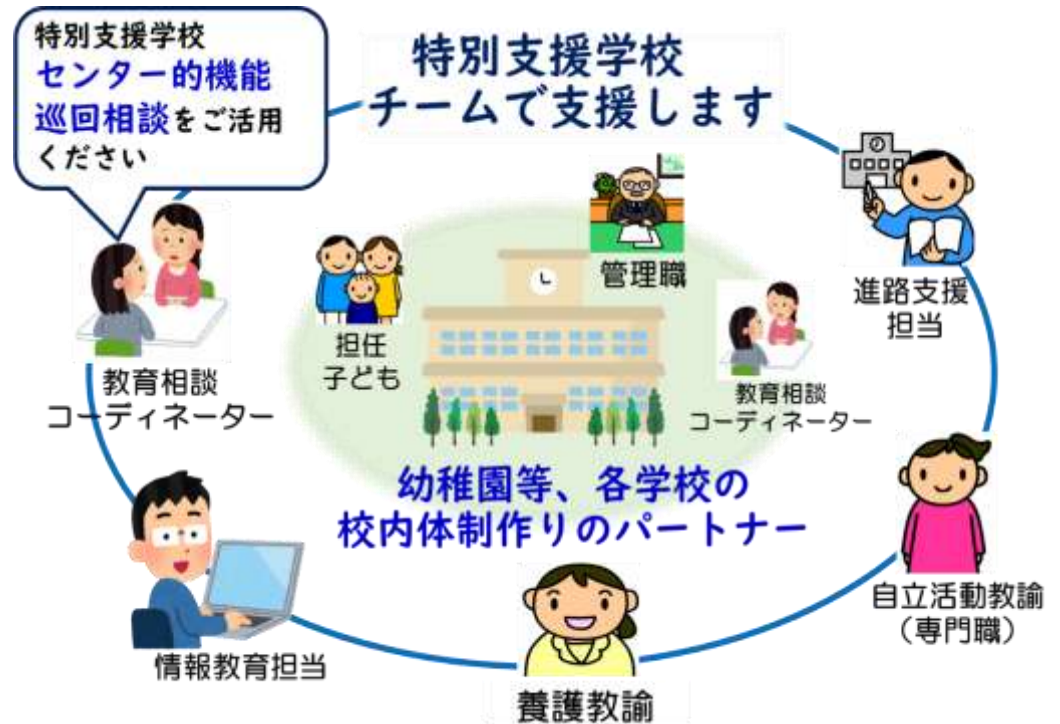 特別支援学校
センター的機能
巡回相談をご活用
ください
特別支援学校
チームで支援します
管理職
進路支援
担当
担任
子ども
教育相談
コーディネーター
教育相談
コーディネーター
幼稚園等、各学校の
校内体制作りのパートナー
自立活動教諭
（専門職）
情報教育担当
養護教諭